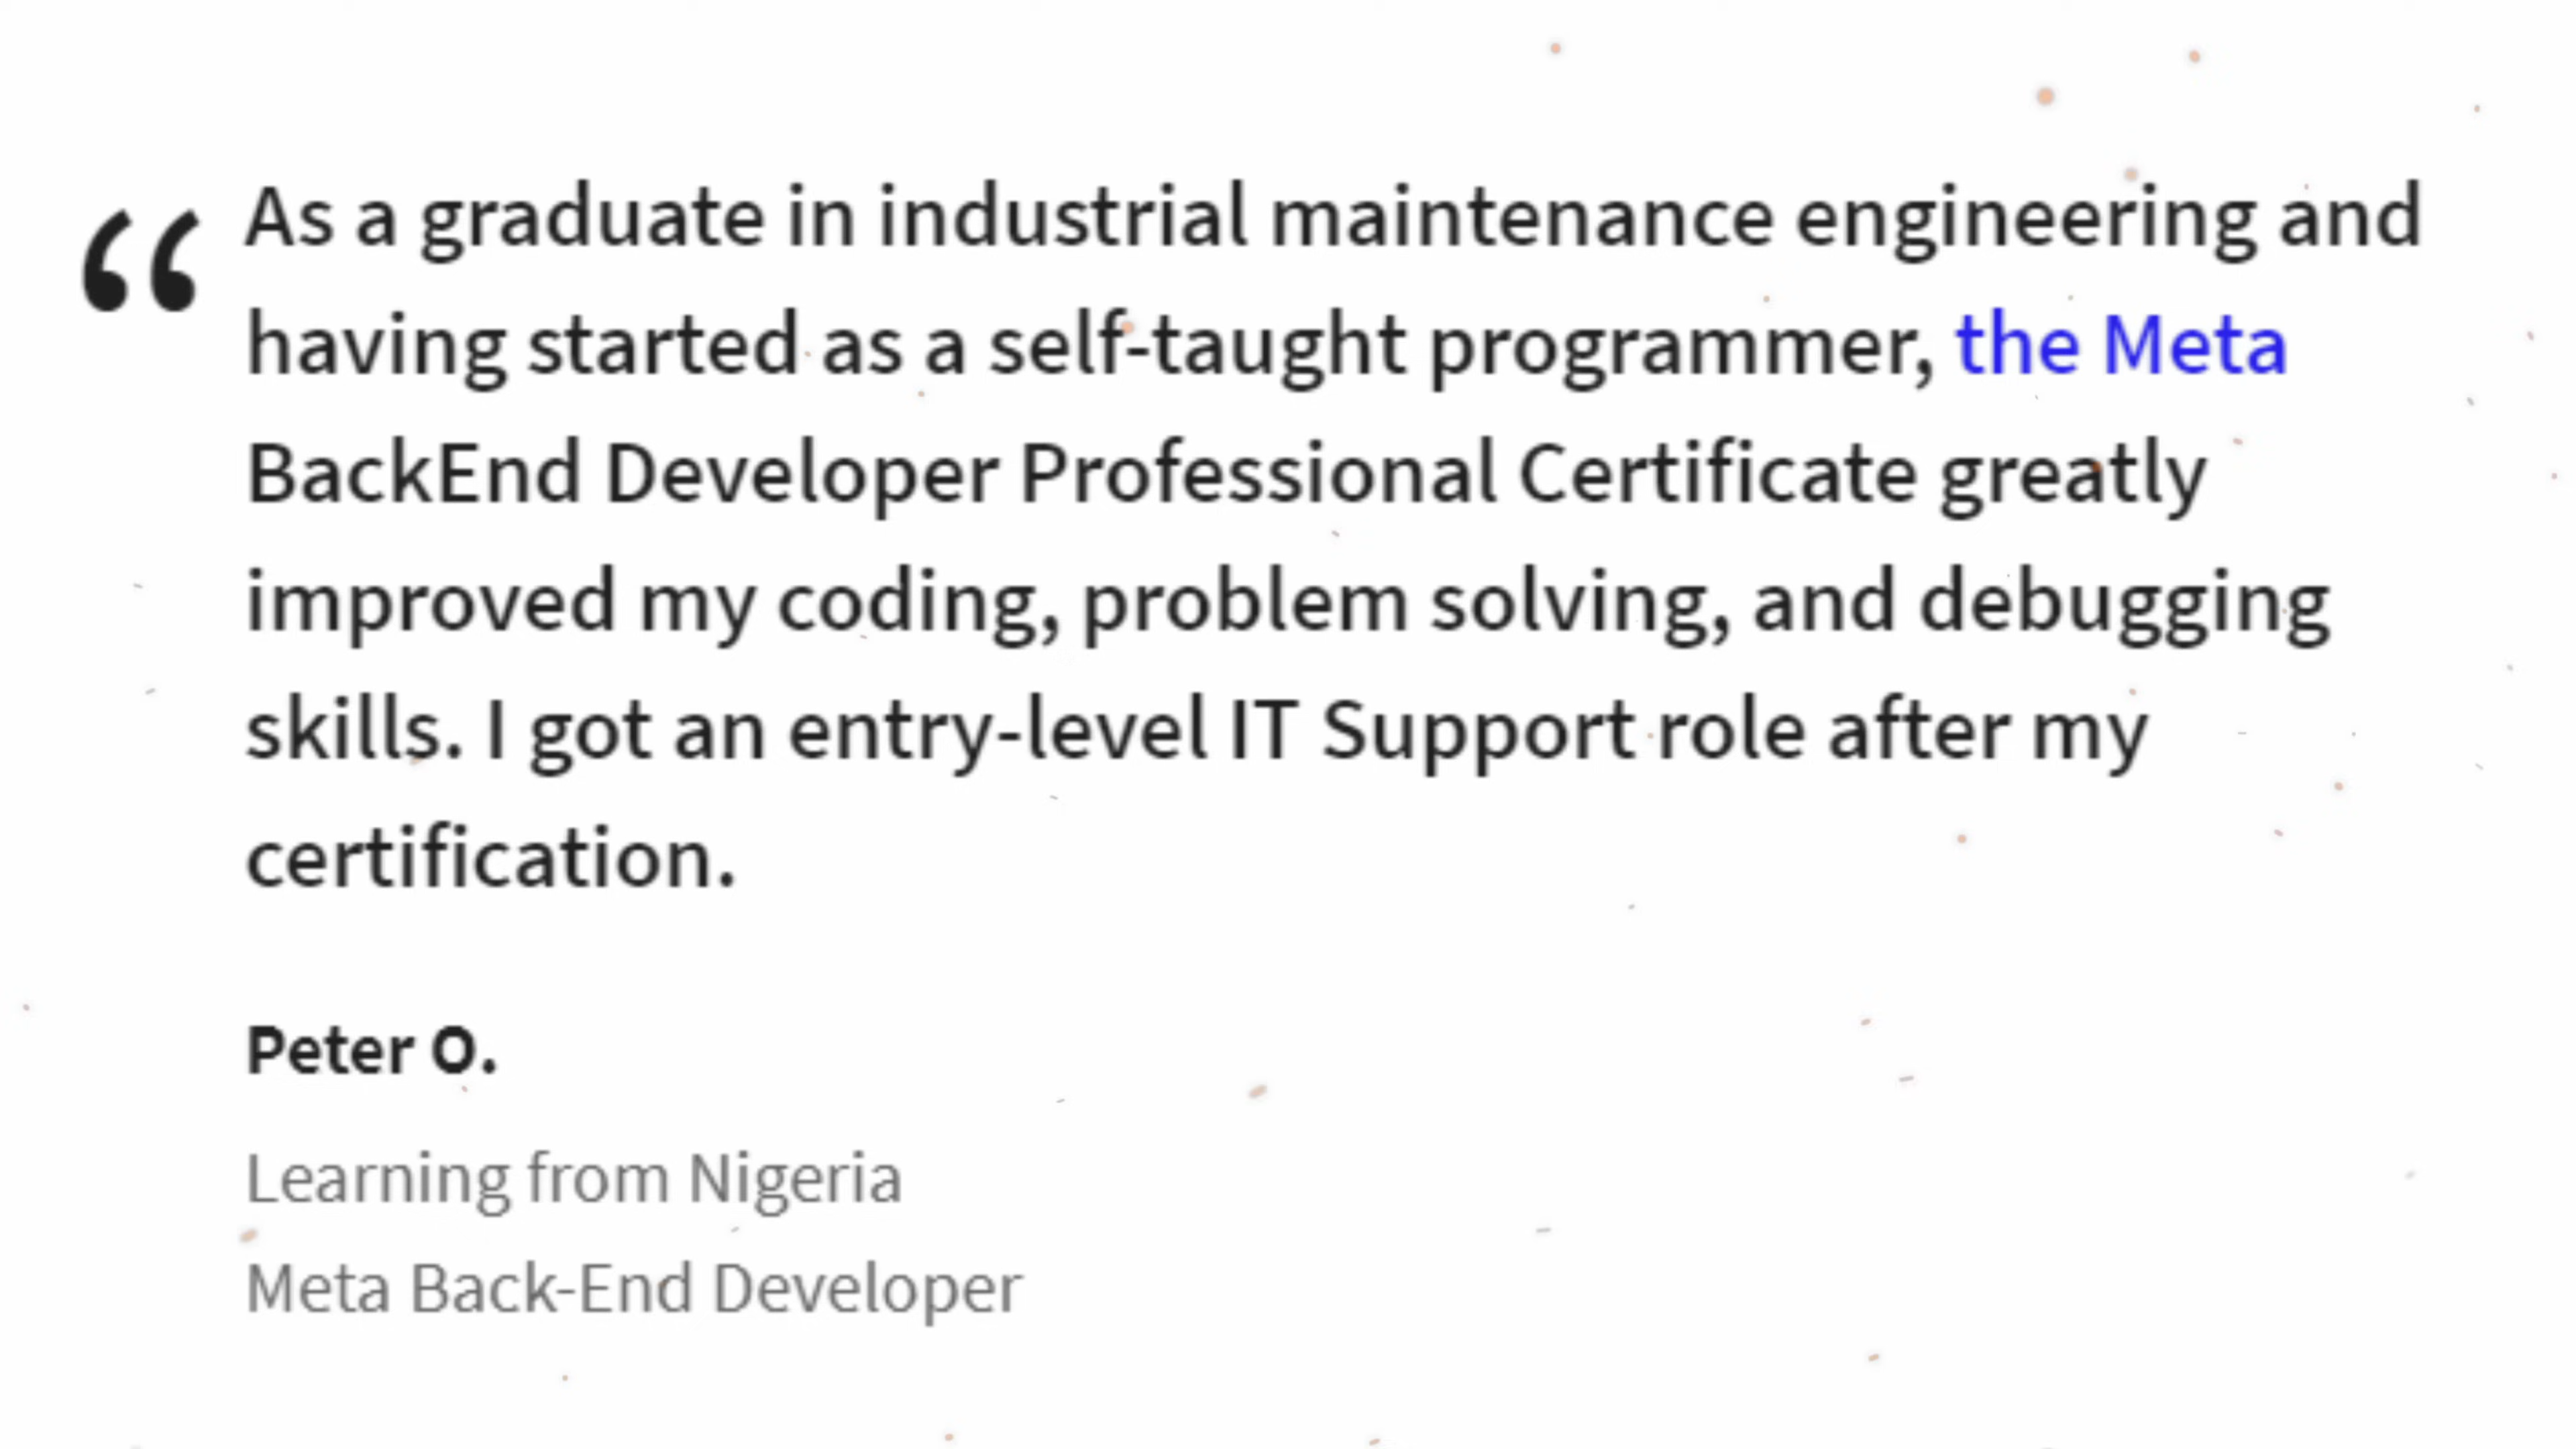 “As a graduate in industrial maintenance engineering and
having started as a self-taught programmer, the Meta
BackEnd Developer Professional Certificate greatly
improved my coding, problem solving, and debugging
skills. I got an entry-level IT Support role after my
certification.
Peter O.
Learning from Nigeria
Meta Back-End Developer